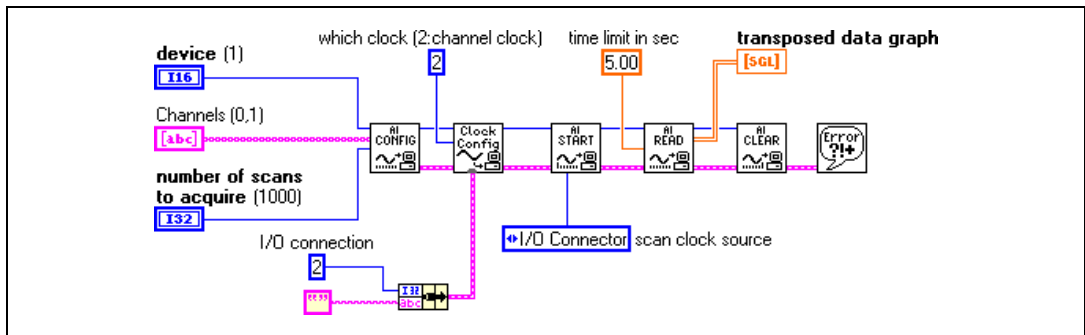 which clock (2:channel clock)
time limit in sec
transposed data graph
device (1)
2
5.00
[SGL]
I16
Channels (0,1)
[abc]
AI CONFIG
Clock Config
AI START
AI READ
AI CLEAR
Error ?!+
number of scans
to acquire (1000)
I32
I/O connection
I/O Connector scan clock source
2
I32
abc
""